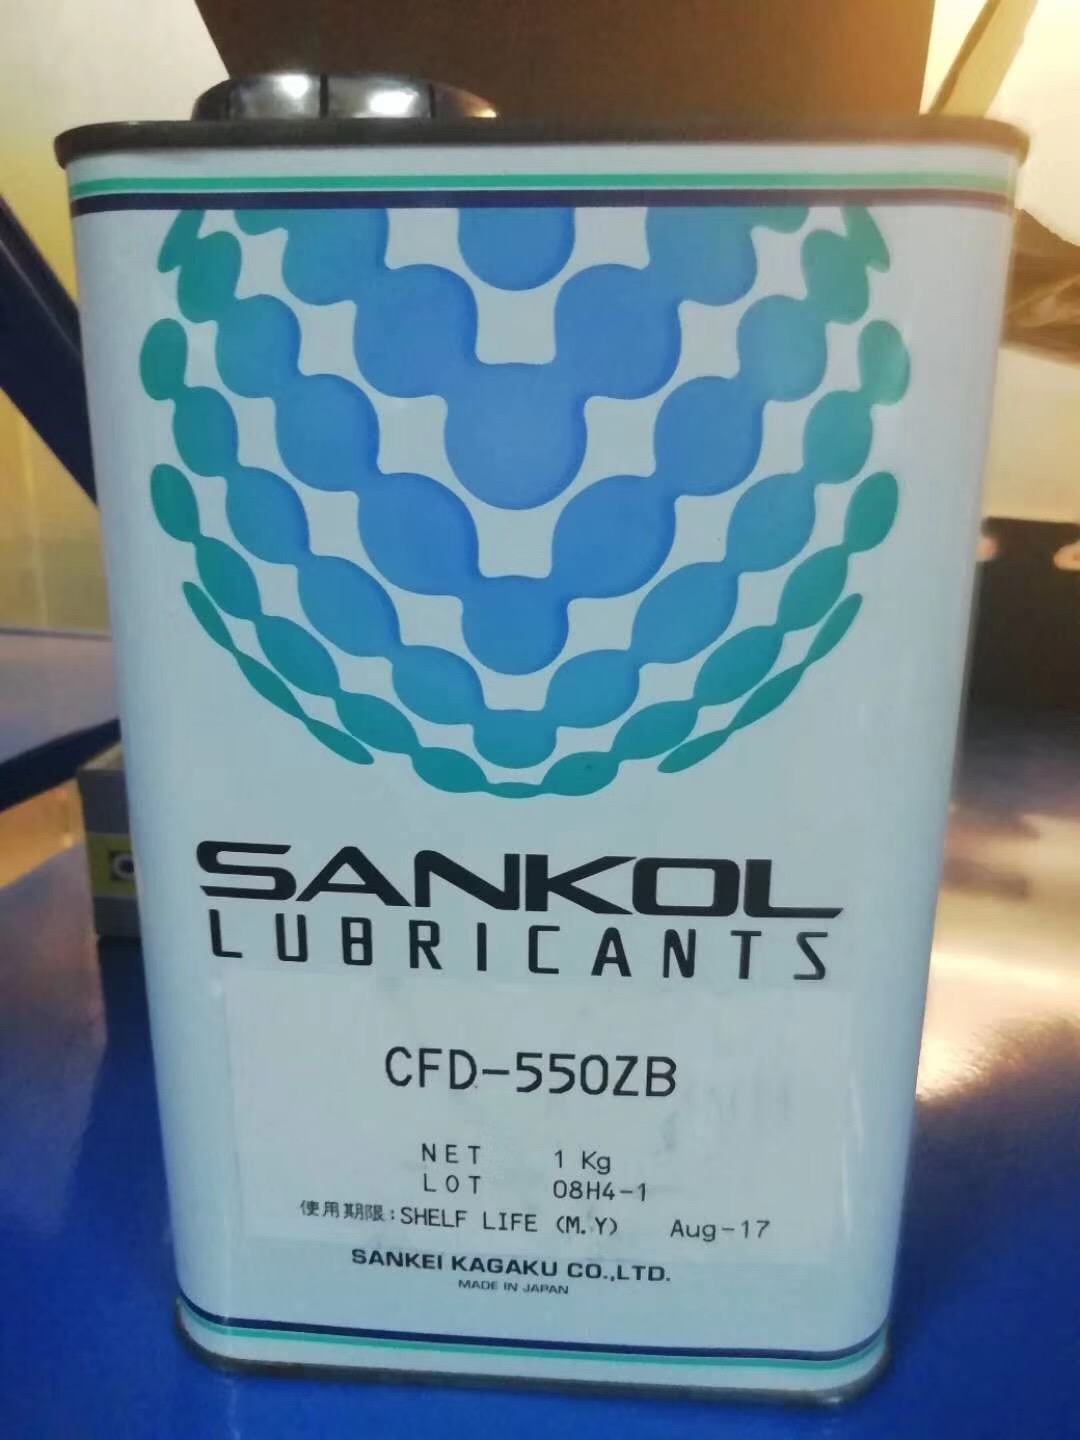 SANKOL
LUBRICANTS
CFD-550ZB
NET 1 Kg
LOT 08H4-1
使用期限:SHELF LIFE (M.Y) Aug-17
SANKEI KAGAKU CO.,LTD.
MADE IN JAPAN